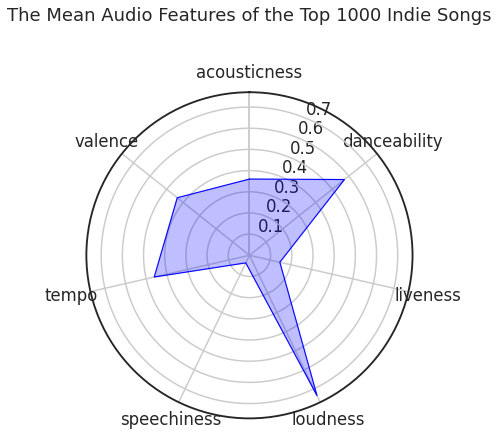 The Mean Audio Features of the Top 1000 Indie Songs
acousticness
0.7
0.6
valence
danceability
0.5
0.4
0.3
0.2
0.1
tempo
liveness
speechiness
loudness